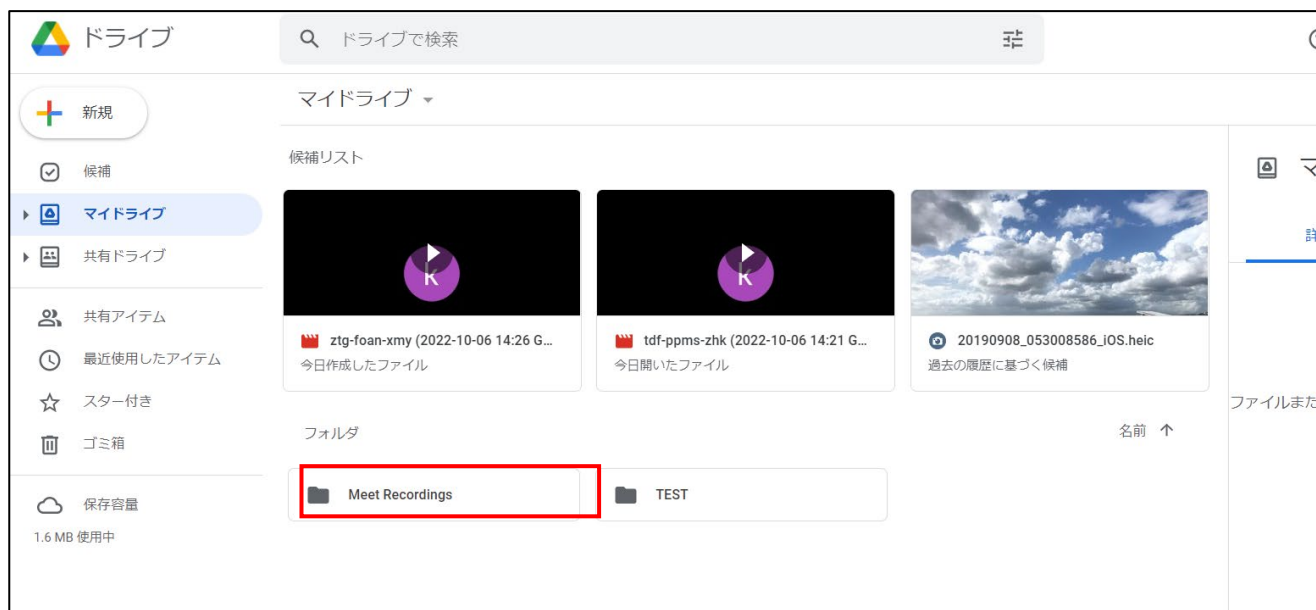 ドライブ
ドライブで検索
新規
マイドライブ
候補
マイドライブ
共有ドライブ
共有アイテム
最近使用したアイテム
スター付き
ゴミ箱
保存容量
1.6 MB 使用中
候補リスト
K
ztg-foan-xmy (2022-10-06 14:26 G...
今日作成したファイル
K
tdf-ppms-zhk (2022-10-06 14:21 G...
今日開いたファイル
20190908_053008586_iOS.heic
過去の履歴に基づく候補
フォルダ
名前
Meet Recordings
TEST
マ
詳
ファイルまた